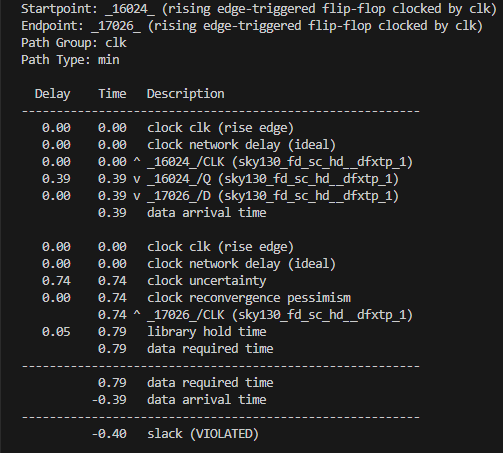 Startpoint: _16024_ (rising edge-triggered flip-flop clocked by clk)
Endpoint: _17026_ (rising edge-triggered flip-flop clocked by clk)
Path Group: clk
Path Type: min

  Delay    Time   Description
---------------------------------------------------------
   0.00    0.00   clock clk (rise edge)
   0.00    0.00   clock network delay (ideal)
   0.00    0.00 ^ _16024_/CLK (sky130_fd_sc_hd__dfxtp_1)
   0.39    0.39 v _16024_/Q (sky130_fd_sc_hd__dfxtp_1)
   0.00    0.39 v _17026_/D (sky130_fd_sc_hd__dfxtp_1)
           0.39   data arrival time

   0.00    0.00   clock clk (rise edge)
   0.00    0.00   clock network delay (ideal)
   0.74    0.74   clock uncertainty
   0.00    0.74   clock reconvergence pessimism
           0.74 ^ _17026_/CLK (sky130_fd_sc_hd__dfxtp_1)
   0.05    0.79   library hold time
           0.79   data required time
---------------------------------------------------------
           0.79   data required time
          -0.39   data arrival time
---------------------------------------------------------
          -0.40   slack (VIOLATED)